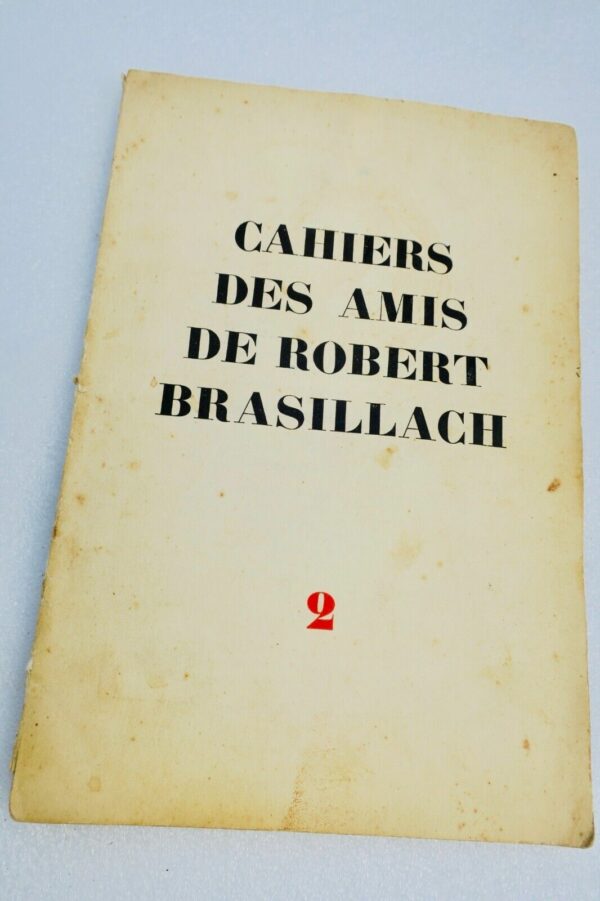 CAHIERS
DES AMIS
DE ROBERT
BRASILLACH
2